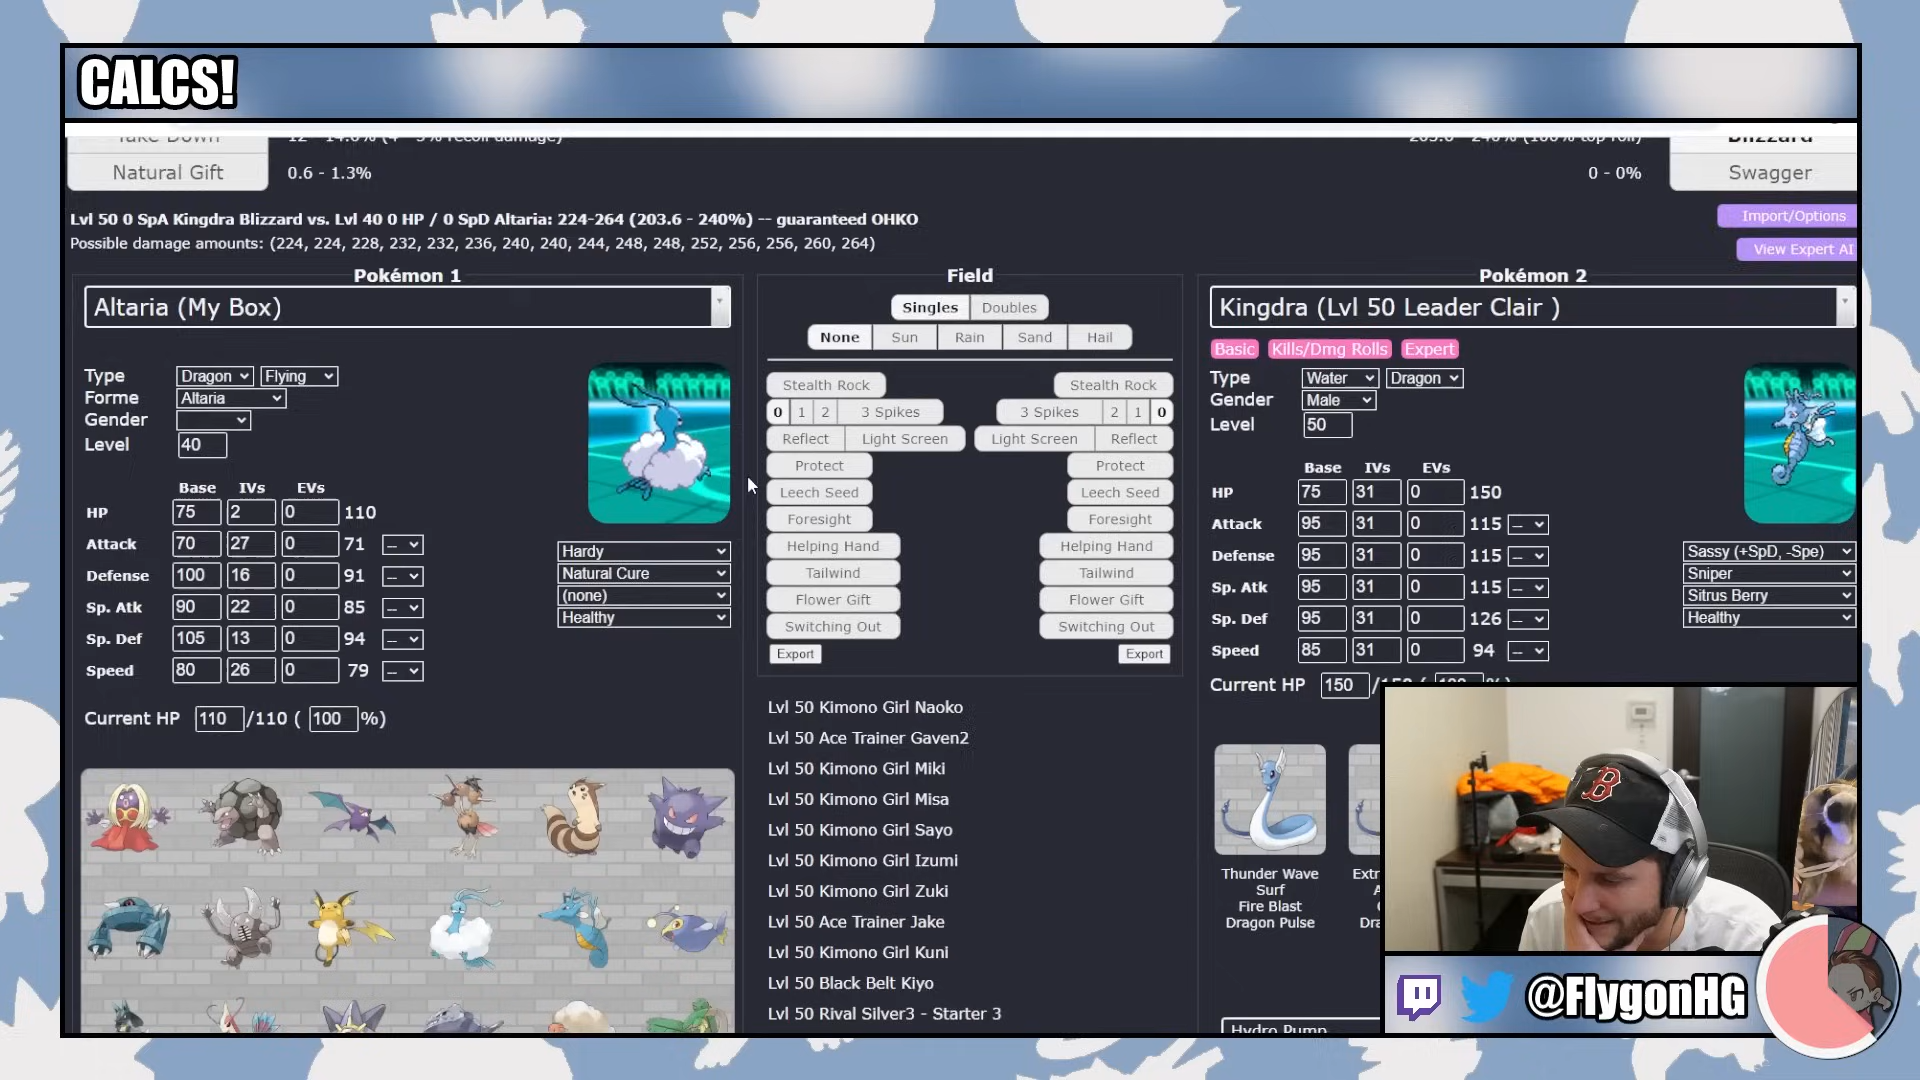 CALCS!
Take Down
Natural Gift 0.6 - 1.3%
0 - 0% Swagger
Blizzard
Lvl 50 0 SpA Kingdra Blizzard vs. Lvl 40 0 HP / 0 SpD Altaria: 224-264 (203.6 - 240%) -- guaranteed OHKO
Possible damage amounts: (224, 224, 228, 232, 232, 236, 240, 240, 244, 248, 248, 252, 256, 256, 260, 264)
Import/Options
View Expert AI
Pokémon 1
Altaria (My Box)
Type Dragon Flying
Forme Altaria
Gender
Level 40
Base IVs EVs
HP 75 2 0 110
Attack 70 27 0 71 --
Defense 100 16 0 91 --
Sp. Atk 90 22 0 85 --
Sp. Def 105 13 0 94 --
Speed 80 26 0 79 --
Hardy
Natural Cure
(none)
Healthy
Current HP 110 /110 ( 100 %)
Field
Singles Doubles
None Sun Rain Sand Hail
Stealth Rock Stealth Rock
0 1 2 3 Spikes 3 Spikes 2 1 0
Reflect Light Screen Light Screen Reflect
Protect Protect
Leech Seed Leech Seed
Foresight Foresight
Helping Hand Helping Hand
Tailwind Tailwind
Flower Gift Flower Gift
Switching Out Switching Out
Export Export
Lvl 50 Kimono Girl Naoko
Lvl 50 Ace Trainer Gaven2
Lvl 50 Kimono Girl Miki
Lvl 50 Kimono Girl Misa
Lvl 50 Kimono Girl Sayo
Lvl 50 Kimono Girl Izumi
Lvl 50 Kimono Girl Zuki
Lvl 50 Ace Trainer Jake
Lvl 50 Kimono Girl Kuni
Lvl 50 Black Belt Kiyo
Lvl 50 Rival Silver3 - Starter 3
Pokémon 2
Kingdra (Lvl 50 Leader Clair )
Basic Kills/Dmg Rolls Expert
Type Water Dragon
Gender Male
Level 50
Base IVs EVs
HP 75 31 0 150
Attack 95 31 0 115 --
Defense 95 31 0 115 --
Sp. Atk 95 31 0 115 --
Sp. Def 95 31 0 126 --
Speed 85 31 0 94 --
Sassy (+SpD, -Spe)
Sniper
Sitrus Berry
Healthy
Current HP 150
Thunder Wave
Surf
Fire Blast
Dragon Pulse
Hydro Pump
B
@FlygonHG